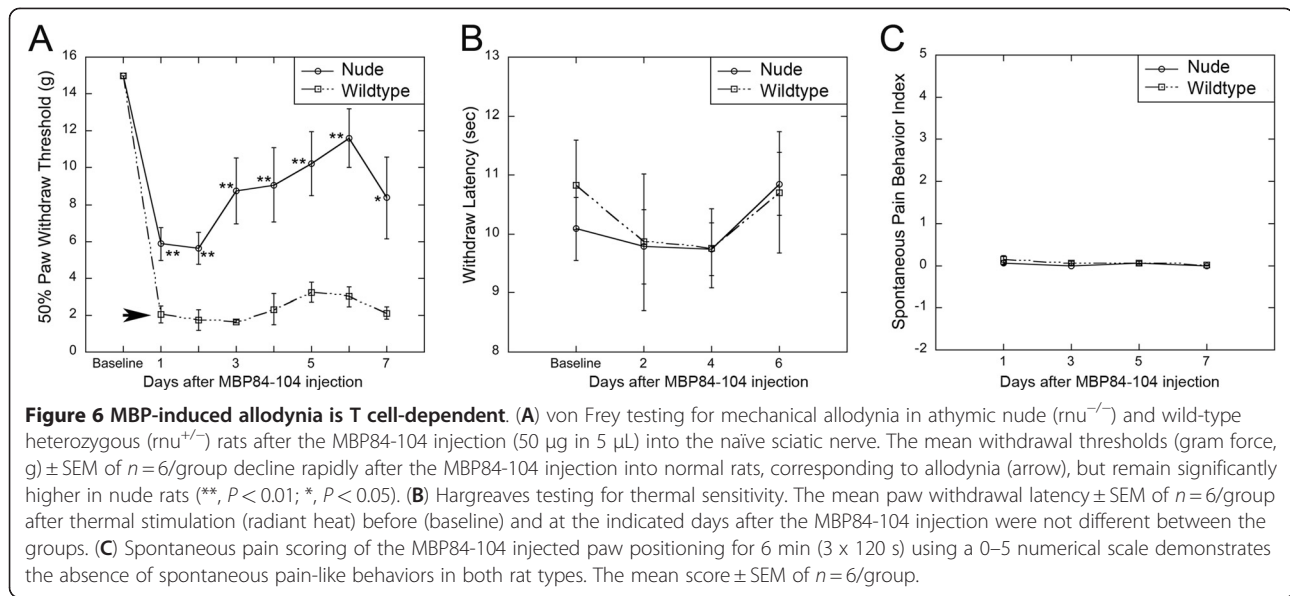 A
16
14
12
10
8
6
4
2
0
50% Paw Withdraw Threshold (g)
Nude
Wildtype
**
**
**
**
**
**
*
Baseline
1
3
5
7
Days after MBP84-104 injection
B
13
12
11
10
9
8
Withdraw Latency (sec)
Nude
Wildtype
Baseline
2
4
6
Days after MBP84-104 injection
C
5
4
3
2
1
0
-1
-2
Spontaneous Pain Behavior Index
Nude
Wildtype
1
3
5
7
Days after MBP84-104 injection
Figure 6 MBP-induced allodynia is T cell-dependent. (A) von Frey testing for mechanical allodynia in athymic nude (rnu−/−) and wild-type
heterozygous (rnu+/−) rats after the MBP84-104 injection (50 μg in 5 μL) into the naïve sciatic nerve. The mean withdrawal thresholds (gram force,
g) ± SEM of n = 6/group decline rapidly after the MBP84-104 injection into normal rats, corresponding to allodynia (arrow), but remain significantly
higher in nude rats (**, P < 0.01; *, P < 0.05). (B) Hargreaves testing for thermal sensitivity. The mean paw withdrawal latency ± SEM of n = 6/group
after thermal stimulation (radiant heat) before (baseline) and at the indicated days after the MBP84-104 injection were not different between the
groups. (C) Spontaneous pain scoring of the MBP84-104 injected paw positioning for 6 min (3 x 120 s) using a 0–5 numerical scale demonstrates
the absence of spontaneous pain-like behaviors in both rat types. The mean score ± SEM of n = 6/group.